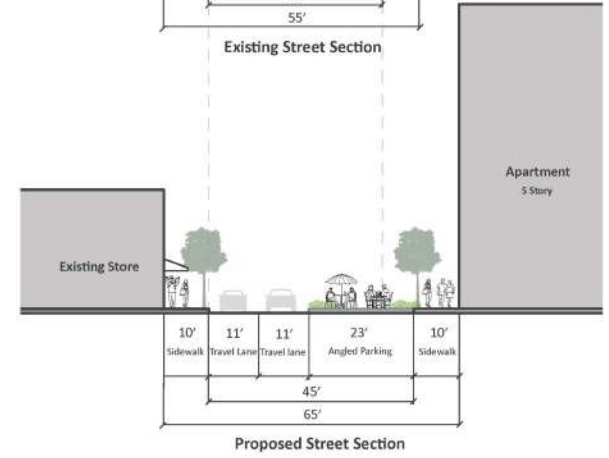 55'
Existing Street Section
Apartment
5 Story
Existing Store
10' 11' 11' 23' 10'
Sidewalk Travel Lane Travel lane Angled Parking Sidewalk
45'
65'
Proposed Street Section